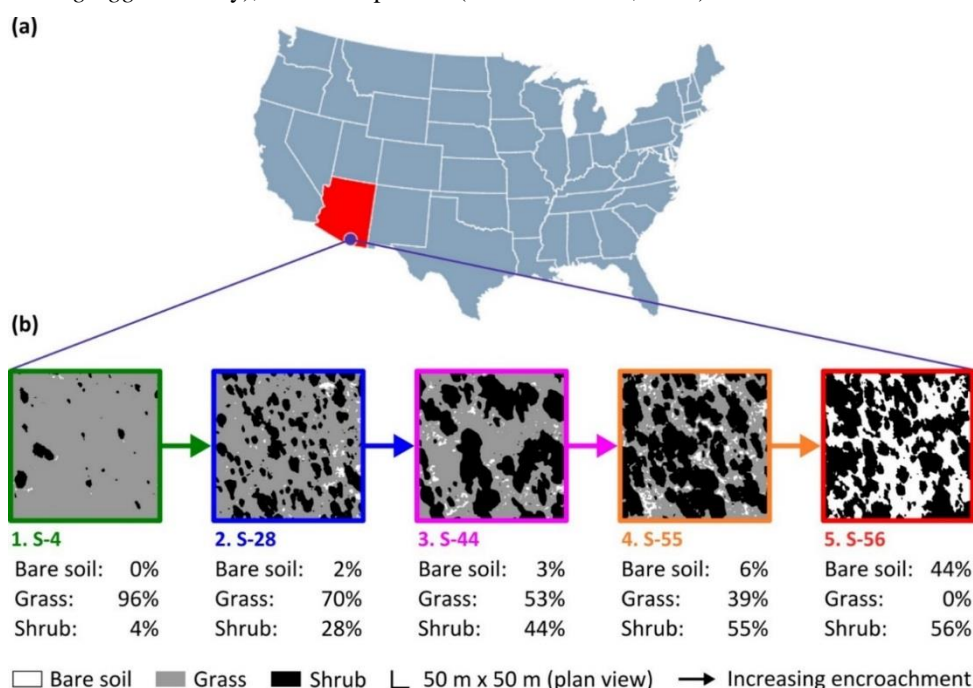 (a)
(b)
1. S-4 2. S-28 3. S-44 4. S-55 5. S-56
Bare soil: 0% Bare soil: 2% Bare soil: 3% Bare soil: 6% Bare soil: 44%
Grass: 96% Grass: 70% Grass: 53% Grass: 39% Grass: 0%
Shrub: 4% Shrub: 28% Shrub: 44% Shrub: 55% Shrub: 56%
Bare soil Grass Shrub 50 m x 50 m (plan view) Increasing encroachment